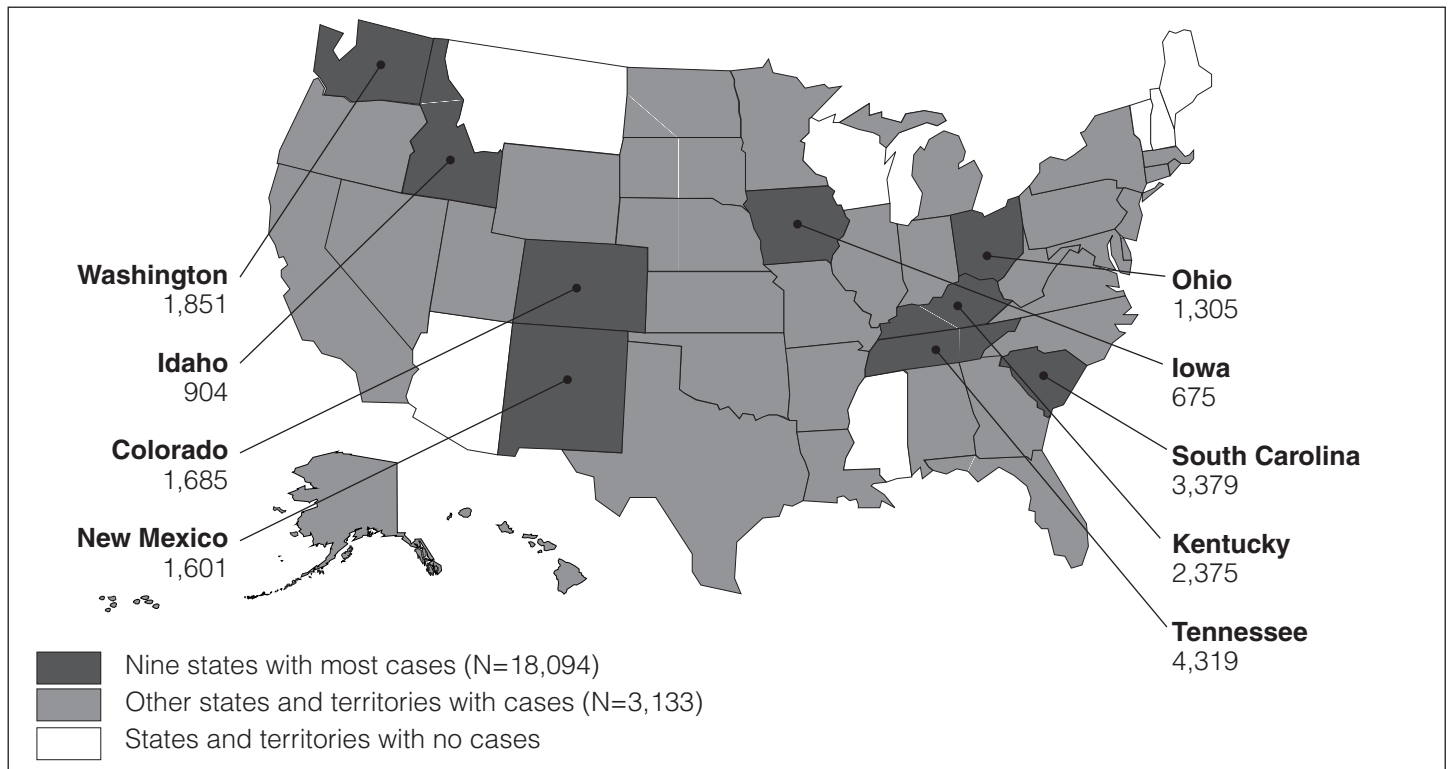 Washington
1,851
Idaho
904
Colorado
1,685
New Mexico
1,601
Ohio
1,305
Iowa
675
South Carolina
3,379
Kentucky
2,375
Tennessee
4,319
Nine states with most cases (N=18,094)
Other states and territories with cases (N=3,133)
States and territories with no cases